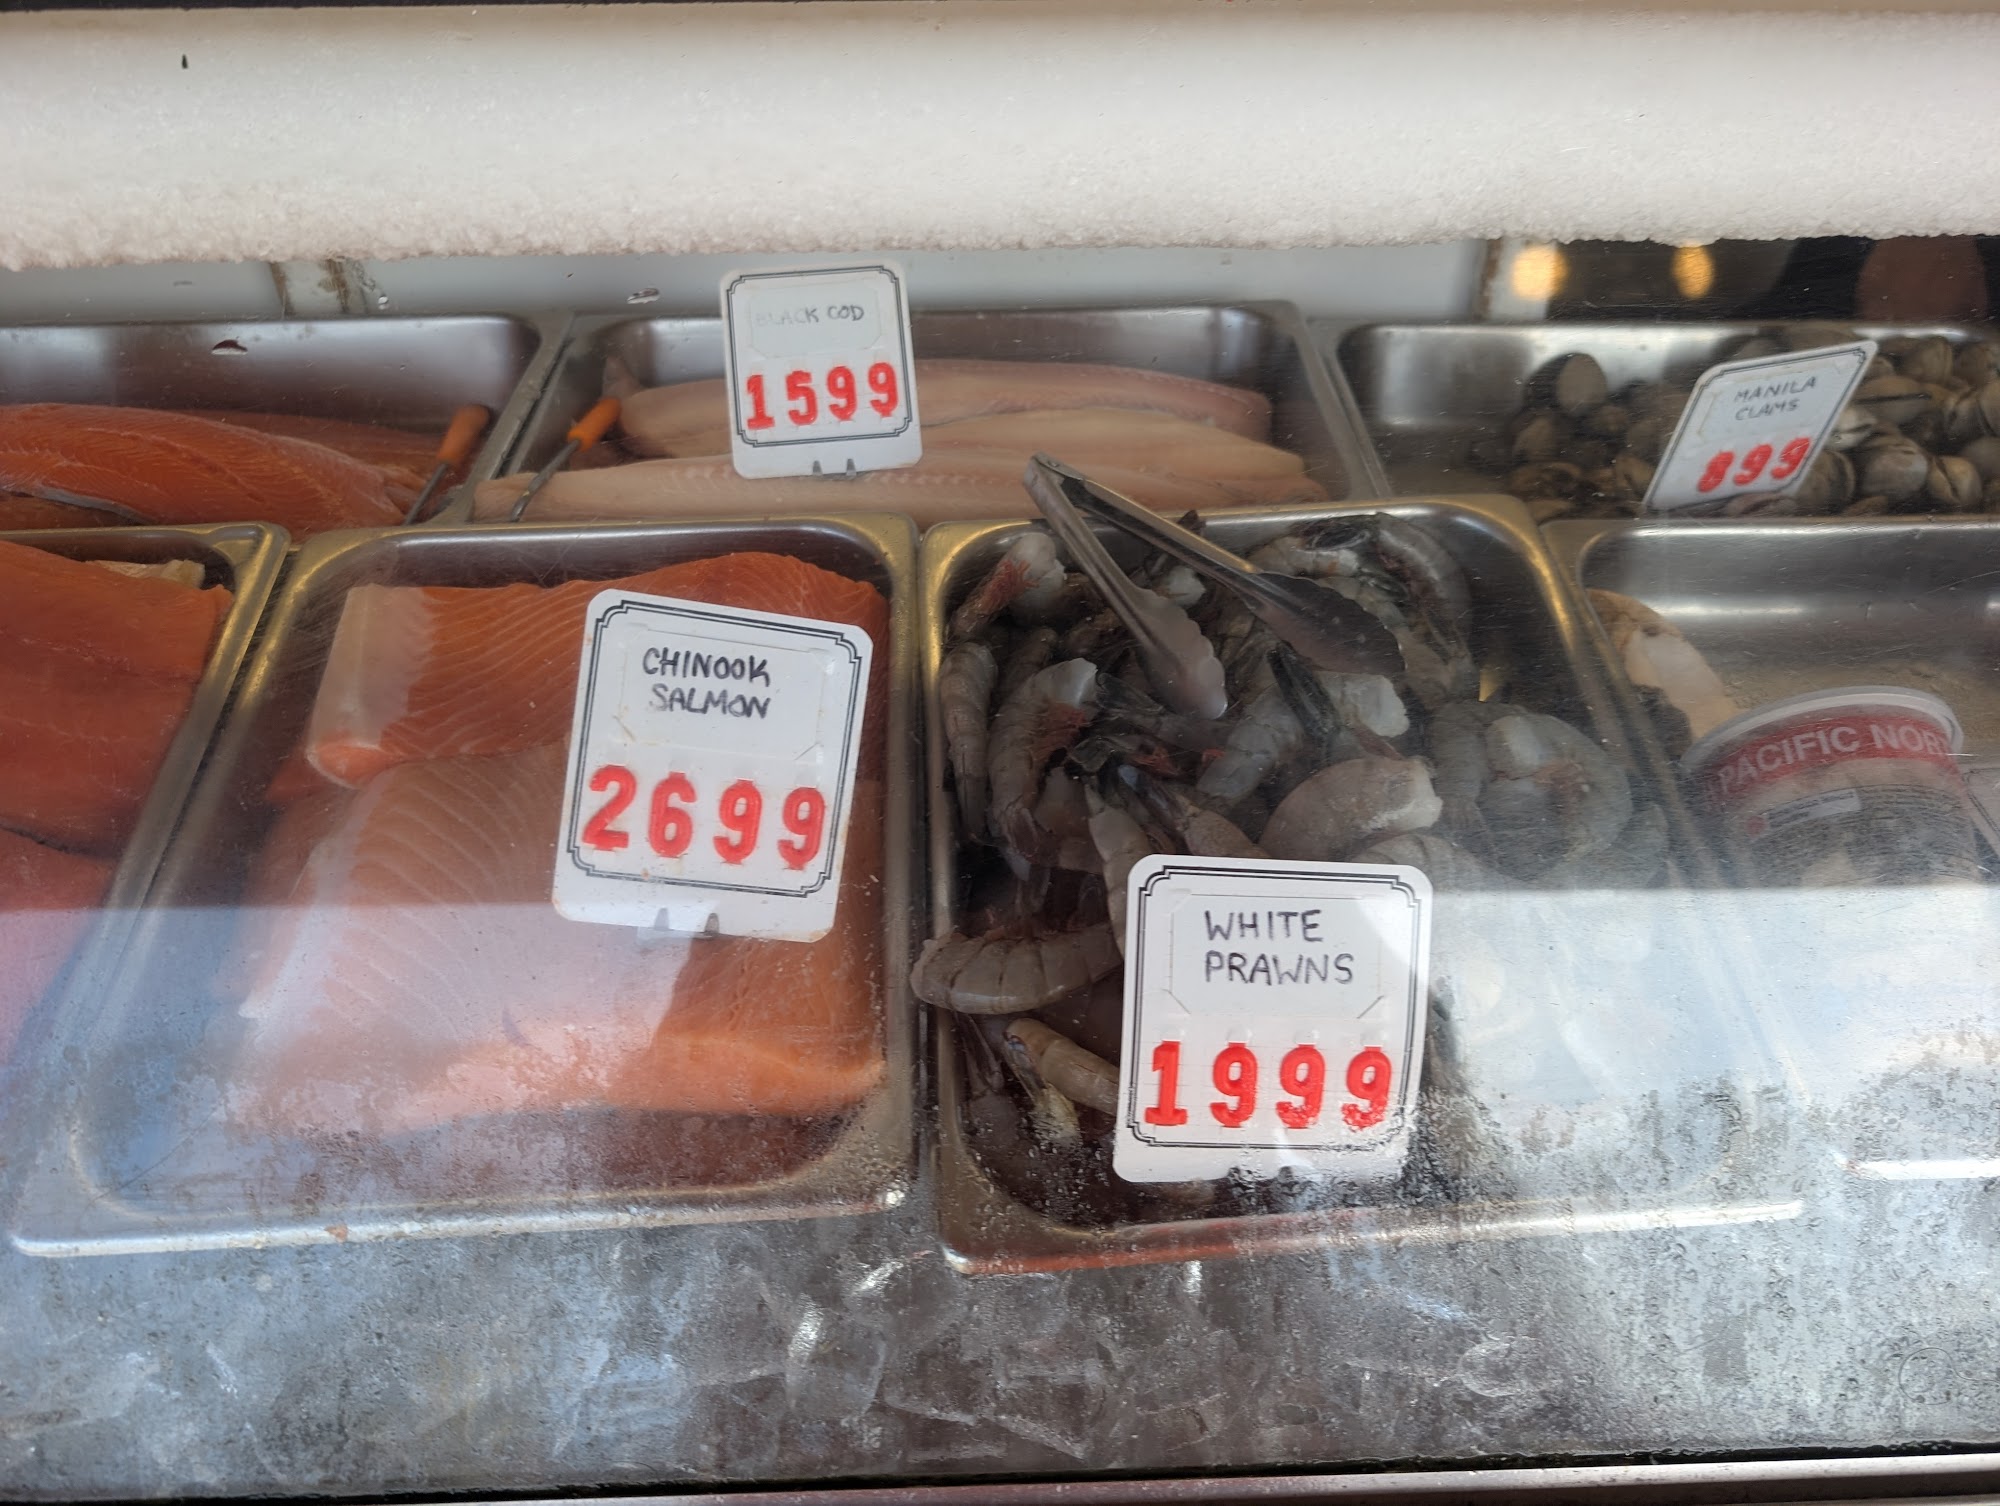 BLACK COD
1599
MANILA
CLAMS
899
CHINOOK
SALMON
2699
PACIFIC NOR
WHITE
PRAWNS
1999